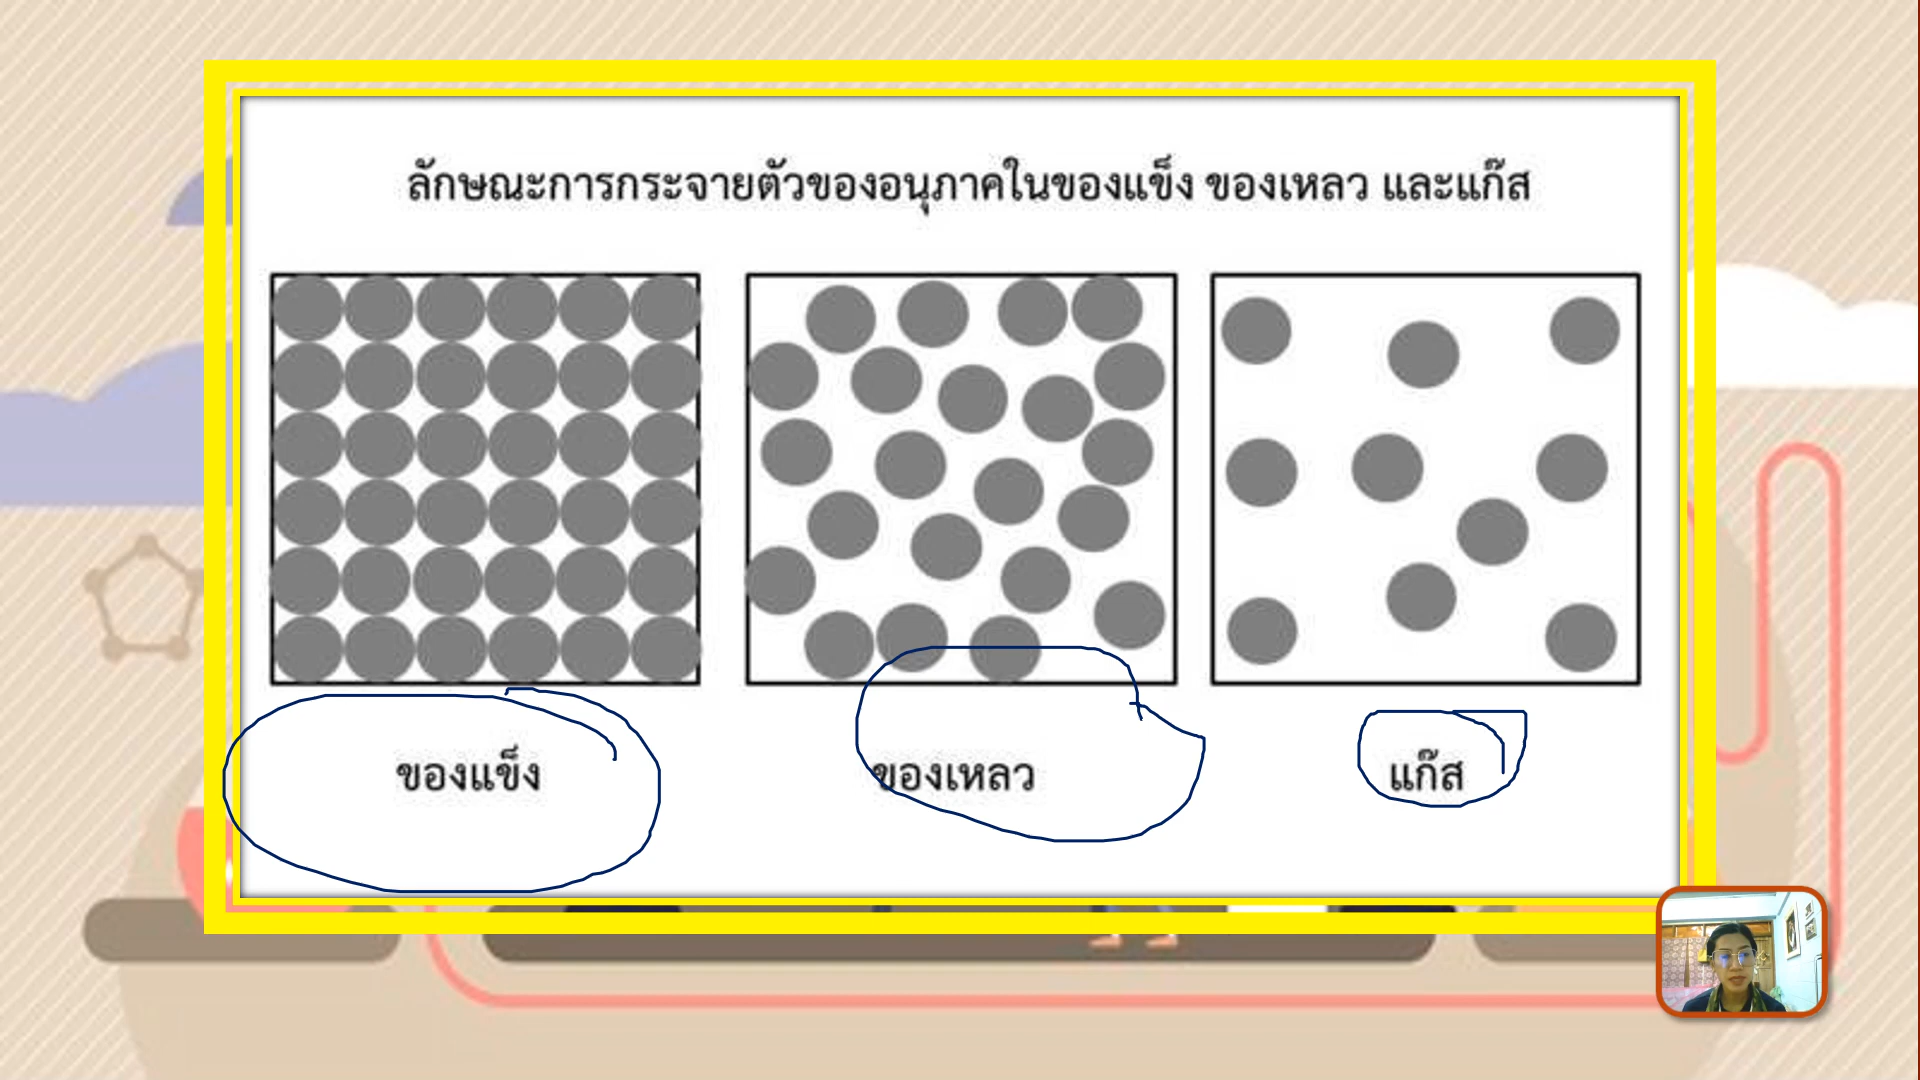 ลักษณะการกระจายตัวของอนุภาคในของแข็ง ของเหลว และแก๊ส
ของแข็ง
ของเหลว
แก๊ส